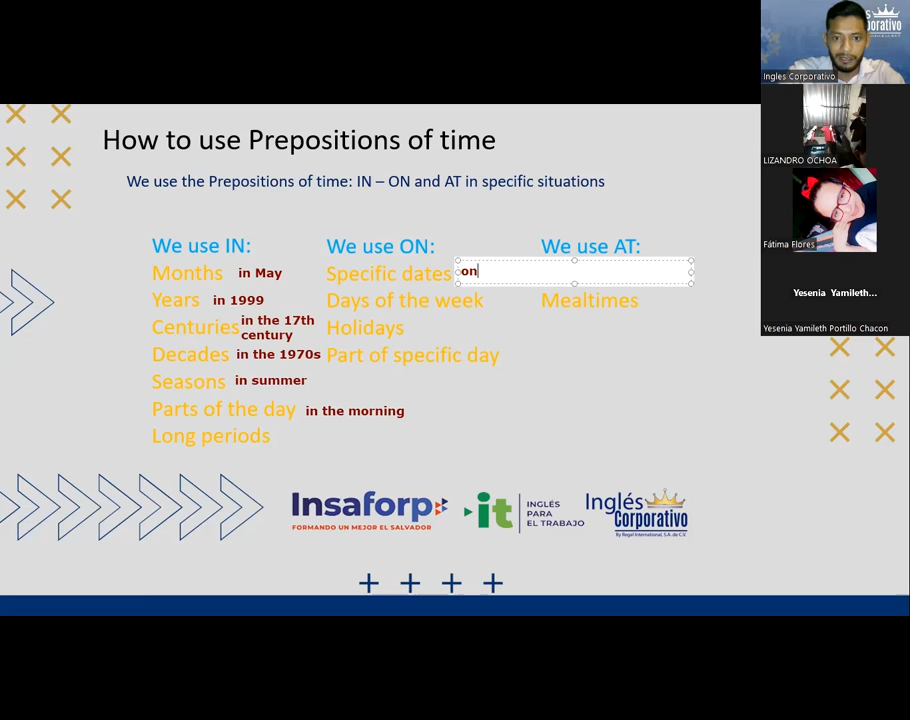 How to use Prepositions of time
We use the Prepositions of time: IN – ON and AT in specific situations
We use IN:
Months in May
Years in 1999
Centuries in the 17th century
Decades in the 1970s
Seasons in summer
Parts of the day in the morning
Long periods
We use ON:
Specific dates on
Days of the week
Holidays
Part of specific day
We use AT:
Mealtimes
Insaforp
FORMANDO UN MEJOR EL SALVADOR
it
INGLÉS
PARA
EL TRABAJO
Inglés
Corporativo
By Regal International, S.A. de C.V.
Ingles Corporativo
LIZANDRO OCHOA
Fátima Flores
Yesenia Yamileth...
Yesenia Yamileth Portillo Chacon